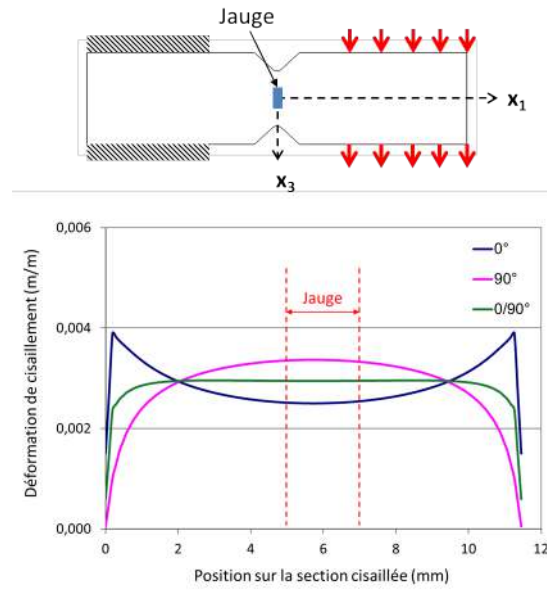 Jauge
x₁
x₃
0,006
0,004
0,002
0,000
Déformation de cisaillement (m/m)
0°
90°
0/90°
Jauge
0 2 4 6 8 10 12
Position sur la section cisaillée (mm)